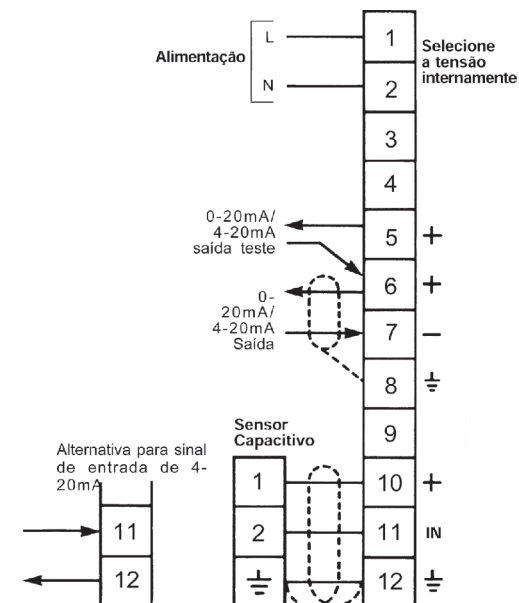 L
1
Alimentação
Selecione
a tensão
internamente
N
2
3
4
0-20mA/
4-20mA
saída teste
5 +
6 +
0-
20mA/
4-20mA
Saída
7 –
8
9
Sensor
Capacitivo
Alternativa para sinal
de entrada de 4-
20mA
1
10 +
11
2
11 IN
12
12